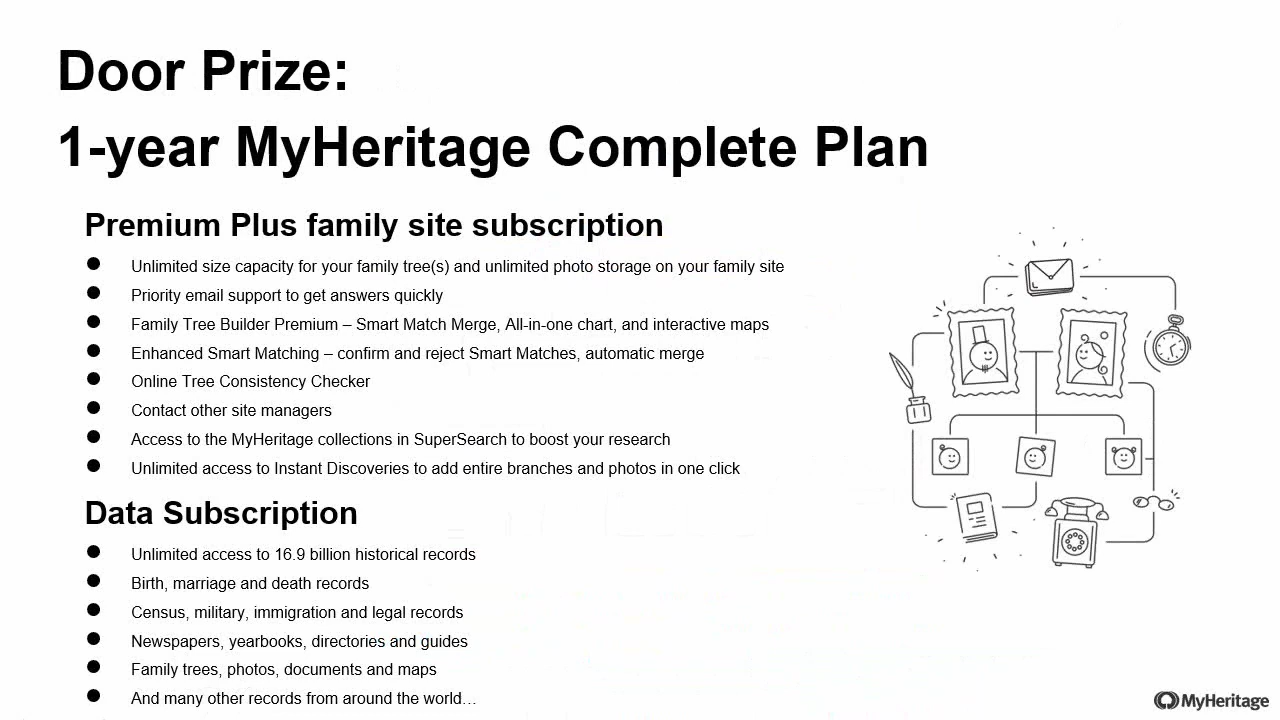 Door Prize:
1-year MyHeritage Complete Plan
Premium Plus family site subscription
● Unlimited size capacity for your family tree(s) and unlimited photo storage on your family site
● Priority email support to get answers quickly
● Family Tree Builder Premium – Smart Match Merge, All-in-one chart, and interactive maps
● Enhanced Smart Matching – confirm and reject Smart Matches, automatic merge
● Online Tree Consistency Checker
● Contact other site managers
● Access to the MyHeritage collections in SuperSearch to boost your research
● Unlimited access to Instant Discoveries to add entire branches and photos in one click
Data Subscription
● Unlimited access to 16.9 billion historical records
● Birth, marriage and death records
● Census, military, immigration and legal records
● Newspapers, yearbooks, directories and guides
● Family trees, photos, documents and maps
● And many other records from around the world…
MyHeritage